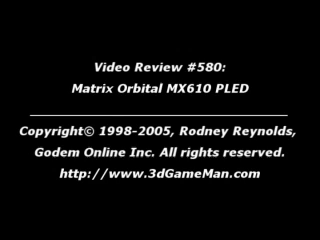 Video Review #580:
Matrix Orbital MX610 PLED
Copyright© 1998-2005, Rodney Reynolds,
Godem Online Inc. All rights reserved.
http://www.3dGameMan.com